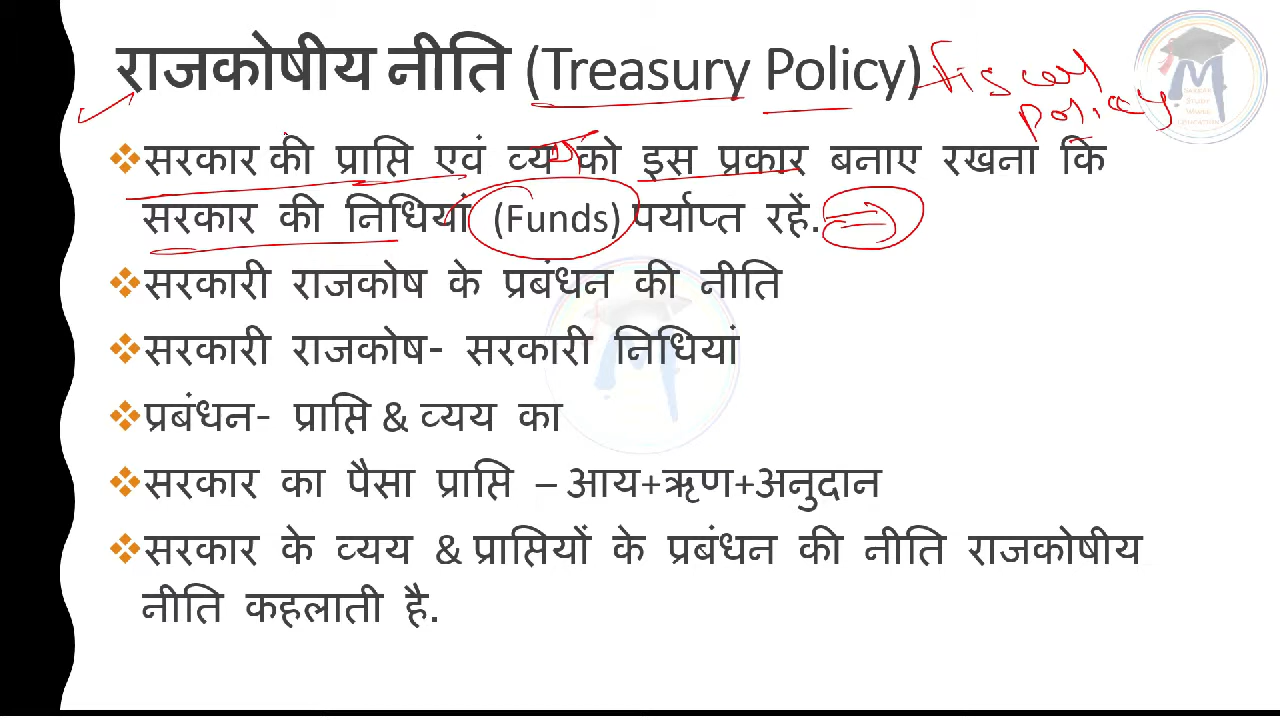 राजकोषीय नीति (Treasury Policy) fiscal
policy
❖सरकार की प्राप्ति एवं व्यय को इस प्रकार बनाए रखना कि
सरकार की निधियां (Funds) पर्याप्त रहें.
❖सरकारी राजकोष के प्रबंधन की नीति
❖सरकारी राजकोष- सरकारी निधियां
❖प्रबंधन- प्राप्ति & व्यय का
❖सरकार का पैसा प्राप्ति – आय+ऋण+अनुदान
❖सरकार के व्यय & प्राप्तियों के प्रबंधन की नीति राजकोषीय
नीति कहलाती है.